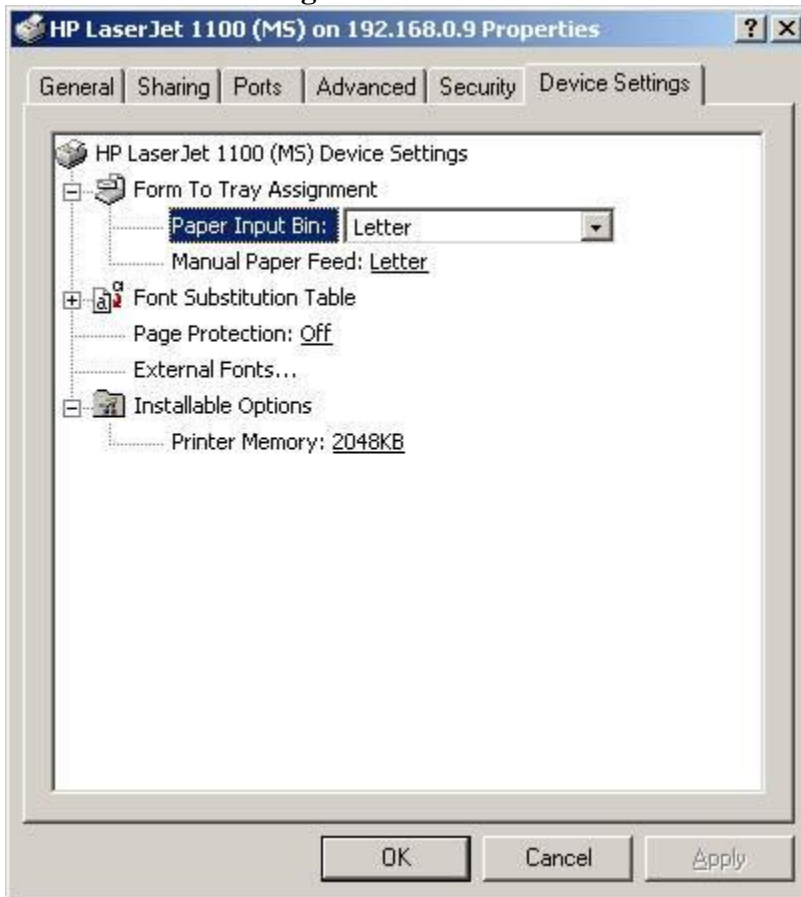 HP LaserJet 1100 (MS) on 192.168.0.9 Properties
General Sharing Ports Advanced Security Device Settings
HP LaserJet 1100 (MS) Device Settings
Form To Tray Assignment
Paper Input Bin: Letter
Manual Paper Feed: Letter
Font Substitution Table
Page Protection: Off
External Fonts...
Installable Options
Printer Memory: 2048KB
OK Cancel Apply